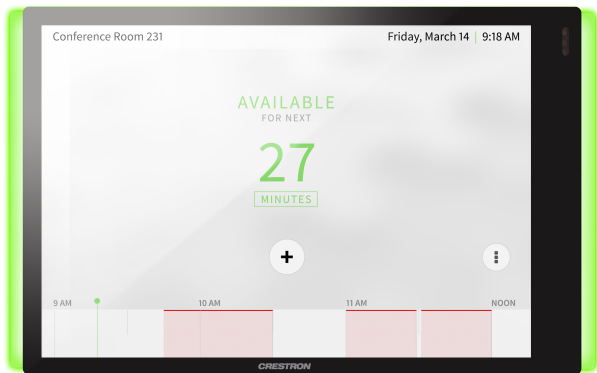 Conference Room 231
Friday, March 14 | 9:18 AM
AVAILABLE
FOR NEXT
27
MINUTES
9 AM
10 AM
11 AM
NOON
CRESTRON